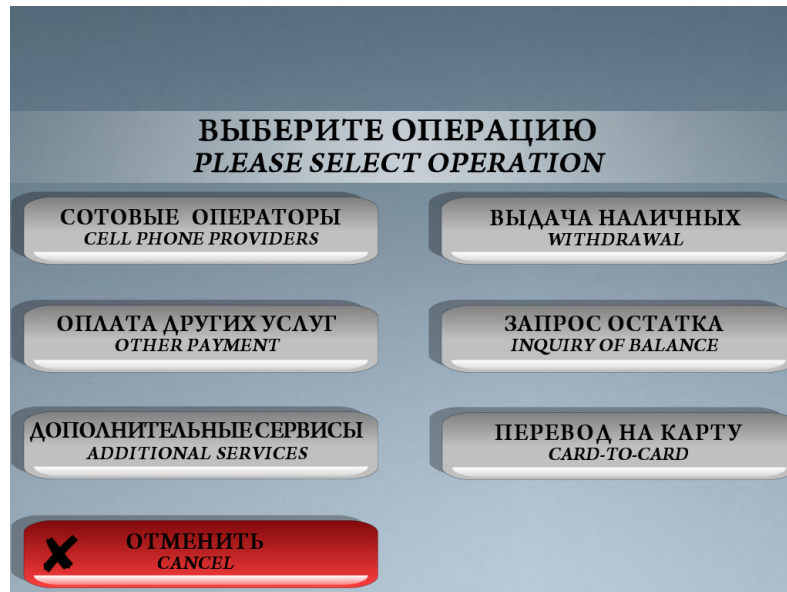 ВЫБЕРИТЕ ОПЕРАЦИЮ
PLEASE SELECT OPERATION
СОТОВЫЕ ОПЕРАТОРЫ
CELL PHONE PROVIDERS
ВЫДАЧА НАЛИЧНЫХ
WITHDRAWAL
ОПЛАТА ДРУГИХ УСЛУГ
OTHER PAYMENT
ЗАПРОС ОСТАТКА
INQUIRY OF BALANCE
ДОПОЛНИТЕЛЬНЫЕ СЕРВИСЫ
ADDITIONAL SERVICES
ПЕРЕВОД НА КАРТУ
CARD-TO-CARD
ОТМЕНИТЬ
CANCEL